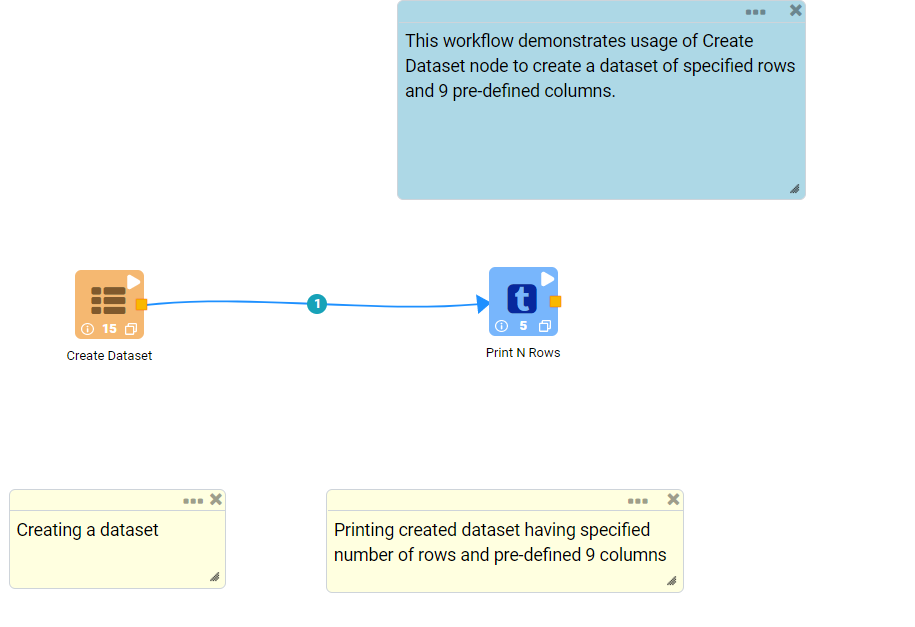 This workflow demonstrates usage of Create
Dataset node to create a dataset of specified rows
and 9 pre-defined columns.
1
t
15
5
Create Dataset
Print N Rows
Creating a dataset
Printing created dataset having specified
number of rows and pre-defined 9 columns